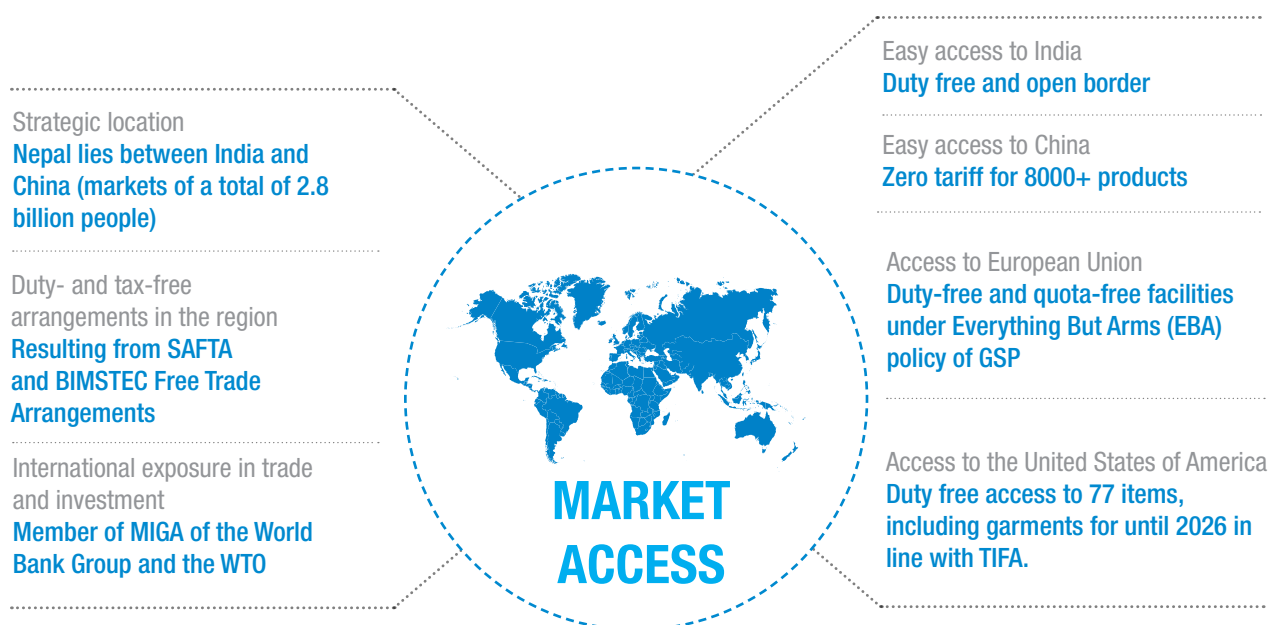 Strategic location
Nepal lies between India and
China (markets of a total of 2.8
billion people)
Duty- and tax-free
arrangements in the region
Resulting from SAFTA
and BIMSTEC Free Trade
Arrangements
International exposure in trade
and investment
Member of MIGA of the World
Bank Group and the WTO
MARKET
ACCESS
Easy access to India
Duty free and open border
Easy access to China
Zero tariff for 8000+ products
Access to European Union
Duty-free and quota-free facilities
under Everything But Arms (EBA)
policy of GSP
Access to the United States of America
Duty free access to 77 items,
including garments for until 2026 in
line with TIFA.